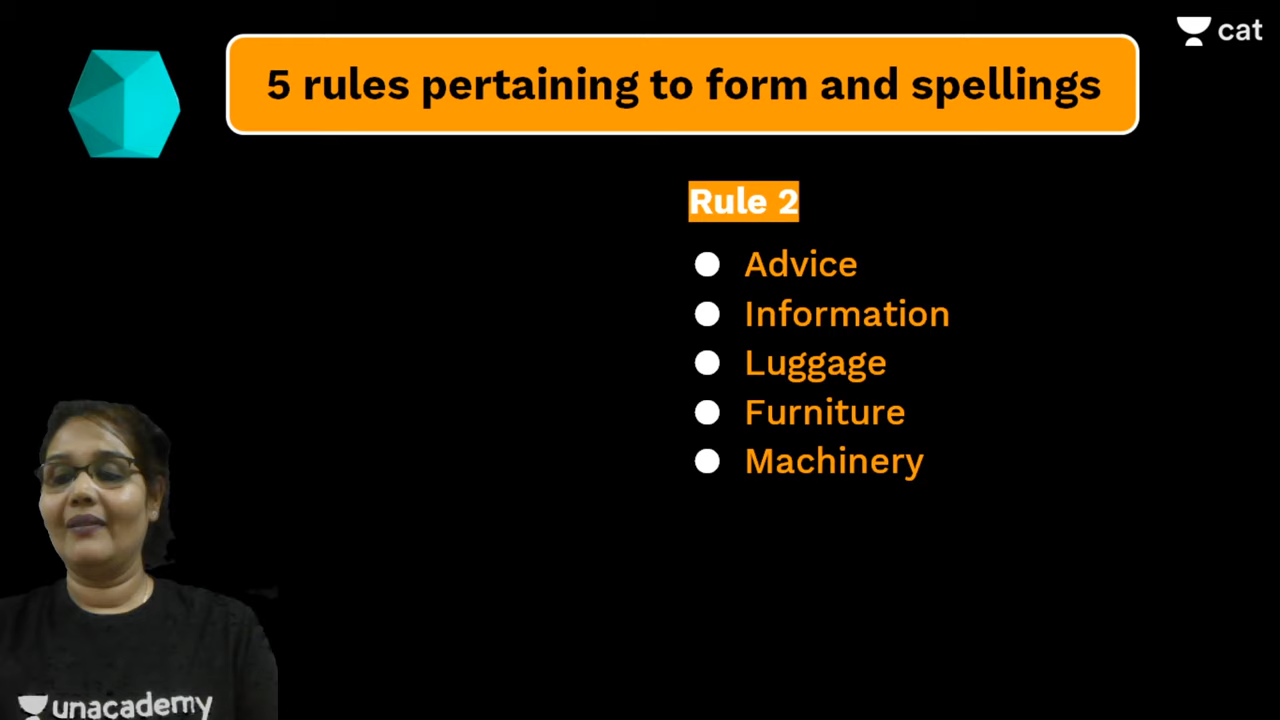 cat
5 rules pertaining to form and spellings
Rule 2
Advice
Information
Luggage
Furniture
Machinery
unacademy